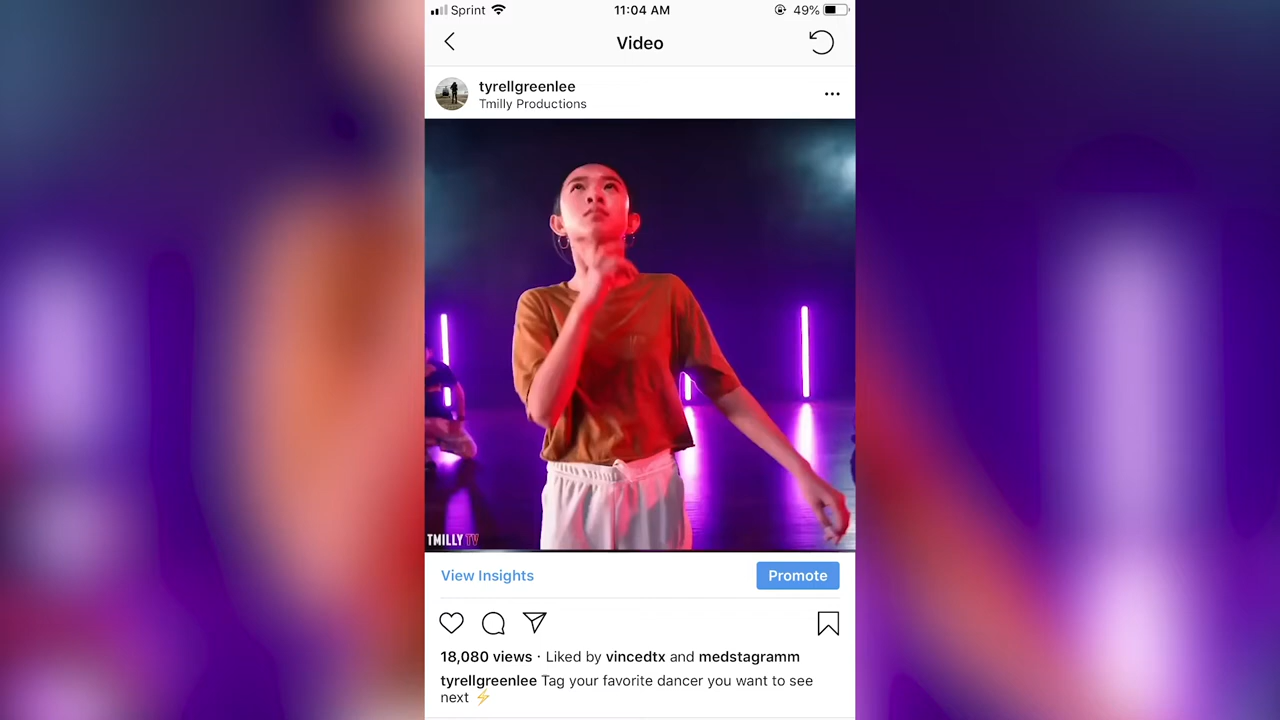 Sprint 11:04 AM 49%
Video
tyrellgreenlee
Tmilly Productions
TMILLY TV
View Insights Promote
18,080 views · Liked by vincedtx and medstagramm
tyrellgreenlee Tag your favorite dancer you want to see
next ⚡